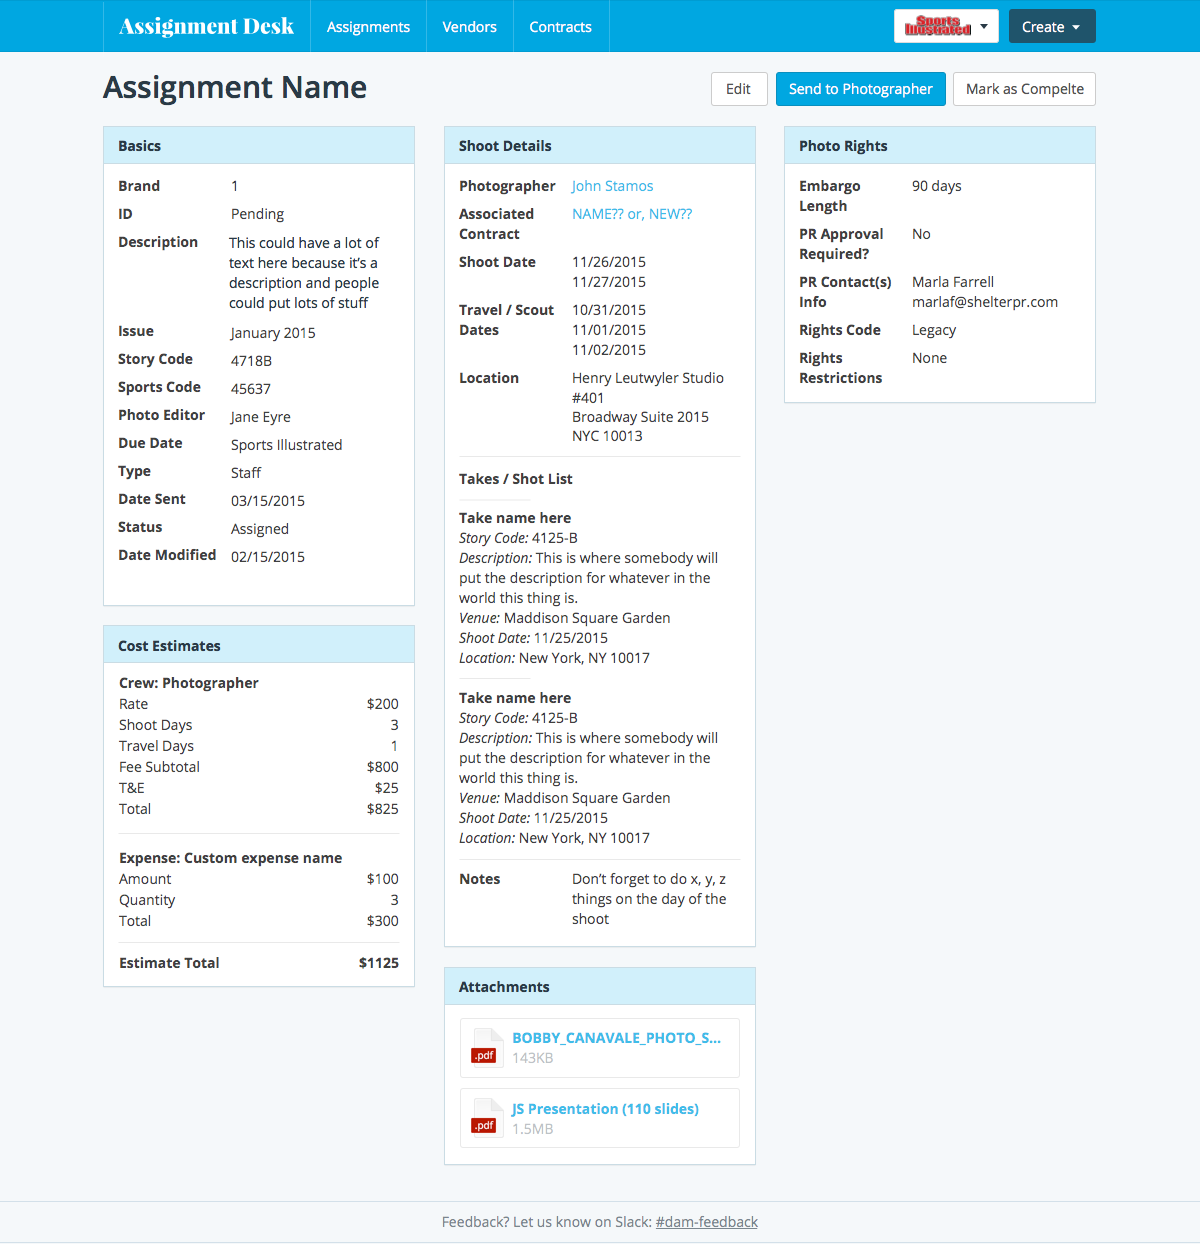 Assignment Desk
Assignments
Vendors
Contracts
Sports
Illustrated
Create
Assignment Name
Edit
Send to Photographer
Mark as Compelte
Basics
Brand 1
ID Pending
Description This could have a lot of
text here because it's a
description and people
could put lots of stuff
Issue January 2015
Story Code 4718B
Sports Code 45637
Photo Editor Jane Eyre
Due Date Sports Illustrated
Type Staff
Date Sent 03/15/2015
Status Assigned
Date Modified 02/15/2015
Cost Estimates
Crew: Photographer
Rate $200
Shoot Days 3
Travel Days 1
Fee Subtotal $800
T&E $25
Total $825
Expense: Custom expense name
Amount $100
Quantity 3
Total $300
Estimate Total $1125
Shoot Details
Photographer John Stamos
Associated NAME?? or, NEW??
Contract
Shoot Date 11/26/2015
11/27/2015
Travel / Scout 10/31/2015
Dates 11/01/2015
11/02/2015
Location Henry Leutwyler Studio
#401
Broadway Suite 2015
NYC 10013
Takes / Shot List
Take name here
Story Code: 4125-B
Description: This is where somebody will
put the description for whatever in the
world this thing is.
Venue: Maddison Square Garden
Shoot Date: 11/25/2015
Location: New York, NY 10017
Take name here
Story Code: 4125-B
Description: This is where somebody will
put the description for whatever in the
world this thing is.
Venue: Maddison Square Garden
Shoot Date: 11/25/2015
Location: New York, NY 10017
Notes Don't forget to do x, y, z
things on the day of the
shoot
Attachments
.pdf BOBBY_CANAVALE_PHOTO_S...
143KB
.pdf JS Presentation (110 slides)
1.5MB
Photo Rights
Embargo 90 days
Length
PR Approval No
Required?
PR Contact(s) Marla Farrell
Info marlaf@shelterpr.com
Rights Code Legacy
Rights None
Restrictions
Feedback? Let us know on Slack: #dam-feedback